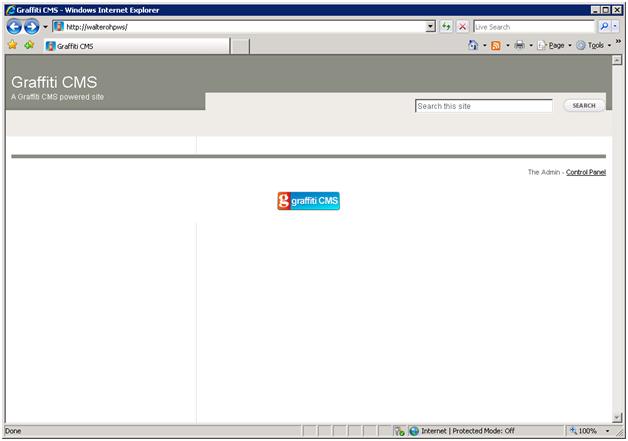 Graffiti CMS - Windows Internet Explorer
http://walterohpws/
Live Search
Graffiti CMS
Page
Tools
Graffiti CMS
A Graffiti CMS powered site
Search this site
SEARCH
The Admin - Control Panel
g graffiti CMS
Done
Internet | Protected Mode: Off
100%